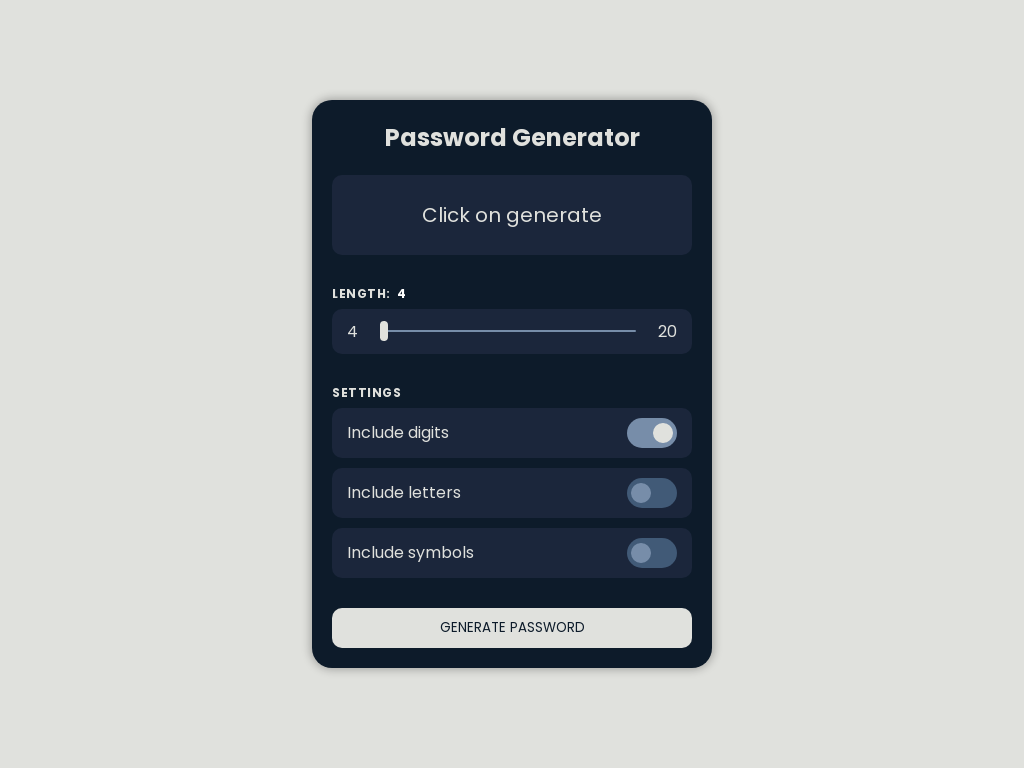 Password Generator
Click on generate
LENGTH: 4
4 20
SETTINGS
Include digits
Include letters
Include symbols
GENERATE PASSWORD